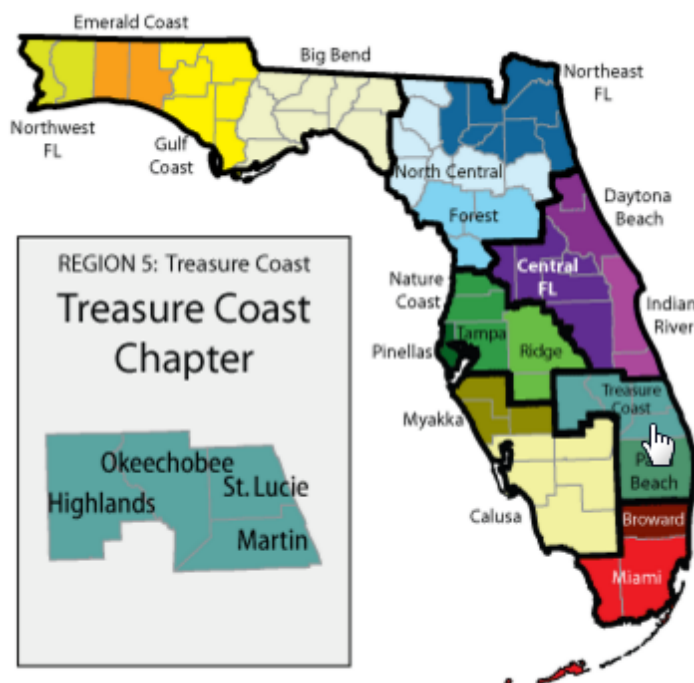 Emerald Coast
Big Bend
Northeast
FL
Northwest
FL
Gulf
Coast
North Central
Forest
Daytona
Beach
Central
FL
Nature
Coast
Indian
River
Tampa
Ridge
Pinellas
Myakka
Treasure
Coast
Beach
Calusa
Broward
Miami
REGION 5: Treasure Coast
Treasure Coast
Chapter
Okeechobee
Highlands
St. Lucie
Martin